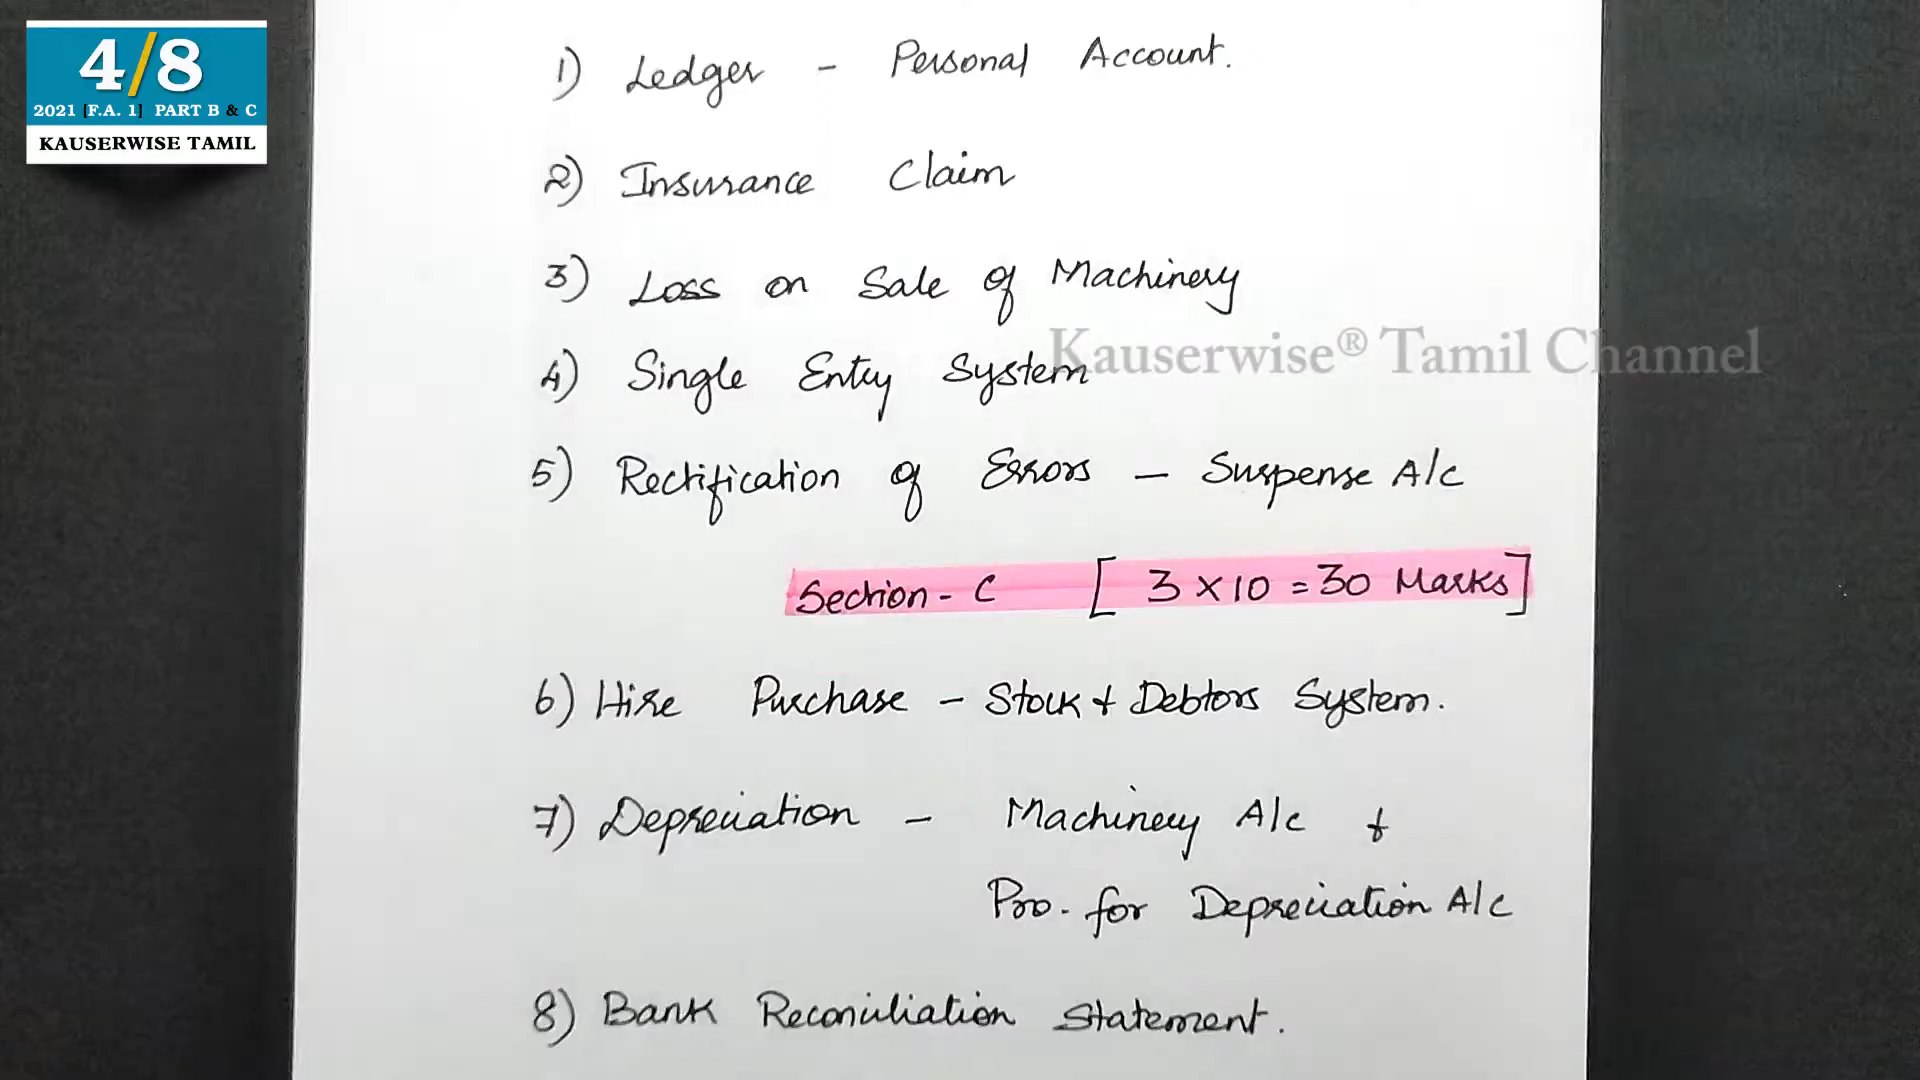 4/8
2021 [F.A. 1] PART B & C
KAUSERWISE TAMIL
1) Ledger - Personal Account.
2) Insurance Claim
3) Loss on Sale of Machinery
Kauserwise® Tamil Channel
4) Single Entry System
5) Rectification of Errors - Suspense A/c
Section - C [ 3 × 10 = 30 Marks]
6) Hire Purchase - Stock & Debtors System.
7) Depreciation - Machinery A/c &
Pro. for Depreciation A/c
8) Bank Reconciliation Statement.